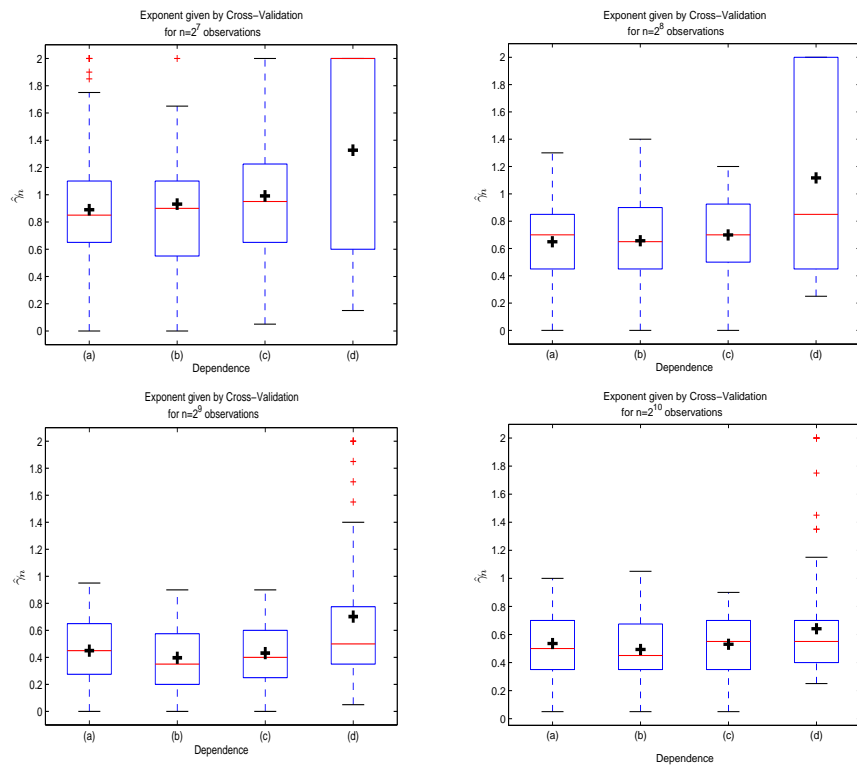 Exponent given by Cross-Validation
for n=2^7 observations
2
1.8
1.6
1.4
1.2
1
0.8
0.6
0.4
0.2
0
γ̂n
(a) (b) (c) (d)
Dependence
Exponent given by Cross-Validation
for n=2^8 observations
2
1.8
1.6
1.4
1.2
1
0.8
0.6
0.4
0.2
0
γ̂n
(a) (b) (c) (d)
Dependence
Exponent given by Cross-Validation
for n=2^9 observations
2
1.8
1.6
1.4
1.2
1
0.8
0.6
0.4
0.2
0
γ̂n
(a) (b) (c) (d)
Dependence
Exponent given by Cross-Validation
for n=2^10 observations
2
1.8
1.6
1.4
1.2
1
0.8
0.6
0.4
0.2
0
γ̂n
(a) (b) (c) (d)
Dependence